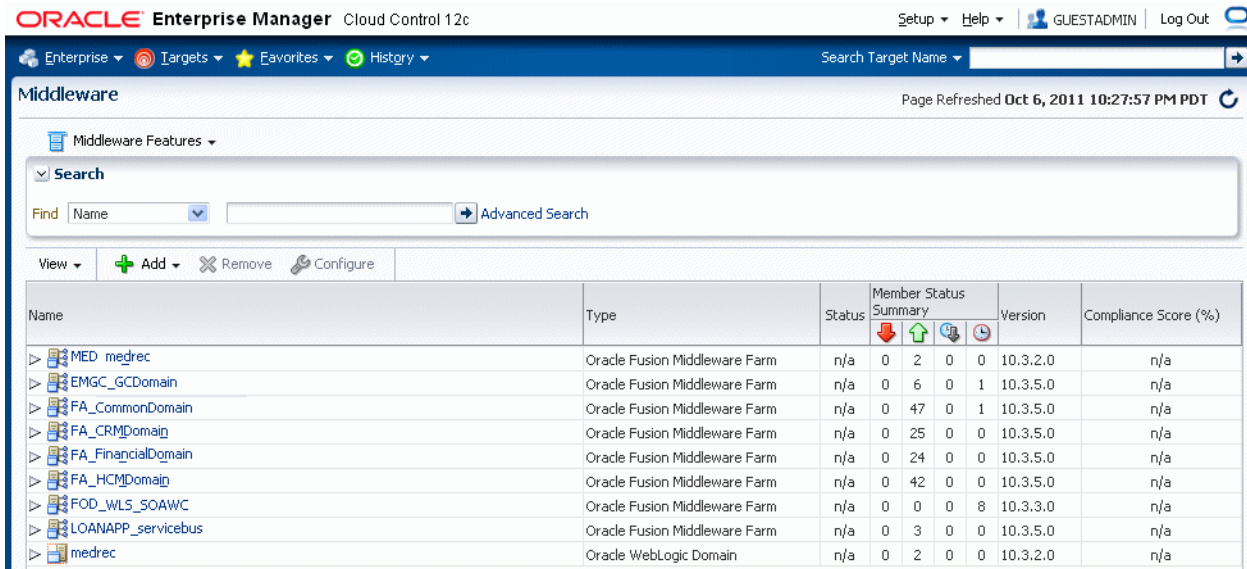 ORACLE Enterprise Manager Cloud Control 12c
Setup Help GUESTADMIN Log Out
Enterprise Targets Favorites History Search Target Name
Middleware
Page Refreshed Oct 6, 2011 10:27:57 PM PDT
Middleware Features
Search
Find Name Advanced Search
View Add Remove Configure
Name Type Status Member Status Summary Version Compliance Score (%)
MED medrec Oracle Fusion Middleware Farm n/a 0 2 0 0 10.3.2.0 n/a
EMGC_GCDomain Oracle Fusion Middleware Farm n/a 0 6 0 1 10.3.5.0 n/a
FA_CommonDomain Oracle Fusion Middleware Farm n/a 0 47 0 1 10.3.5.0 n/a
FA_CRMDomain Oracle Fusion Middleware Farm n/a 0 25 0 0 10.3.5.0 n/a
FA_FinancialDomain Oracle Fusion Middleware Farm n/a 0 24 0 0 10.3.5.0 n/a
FA_HCMDomain Oracle Fusion Middleware Farm n/a 0 42 0 0 10.3.5.0 n/a
FOD_WLS_SOAWC Oracle Fusion Middleware Farm n/a 0 0 0 8 10.3.3.0 n/a
LOANAPP_servicebus Oracle Fusion Middleware Farm n/a 0 3 0 0 10.3.5.0 n/a
medrec Oracle WebLogic Domain n/a 0 2 0 0 10.3.2.0 n/a